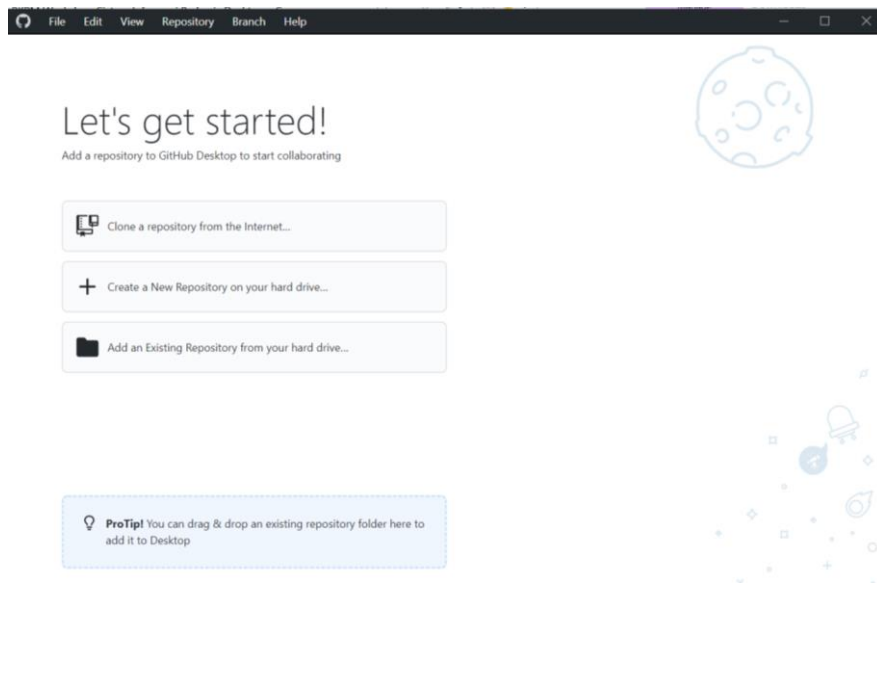 File Edit View Repository Branch Help
Let's get started!
Add a repository to GitHub Desktop to start collaborating
Clone a repository from the Internet...
Create a New Repository on your hard drive...
Add an Existing Repository from your hard drive...
ProTip! You can drag & drop an existing repository folder here to
add it to Desktop